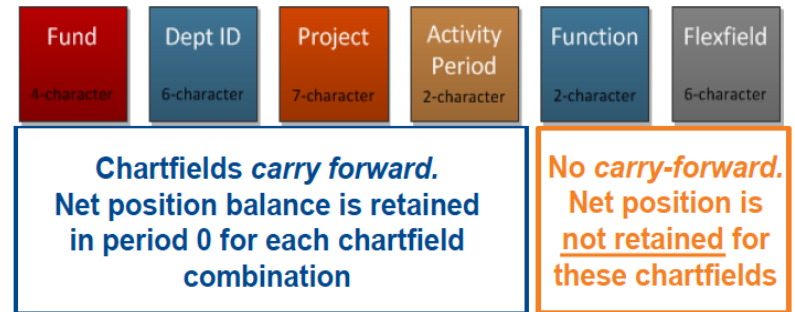 Fund
4-character
Dept ID
6-character
Project
7-character
Activity
Period
2-character
Function
2-character
Flexfield
6-character
Chartfields carry forward.
Net position balance is retained
in period 0 for each chartfield
combination
No carry-forward.
Net position is
not retained for
these chartfields